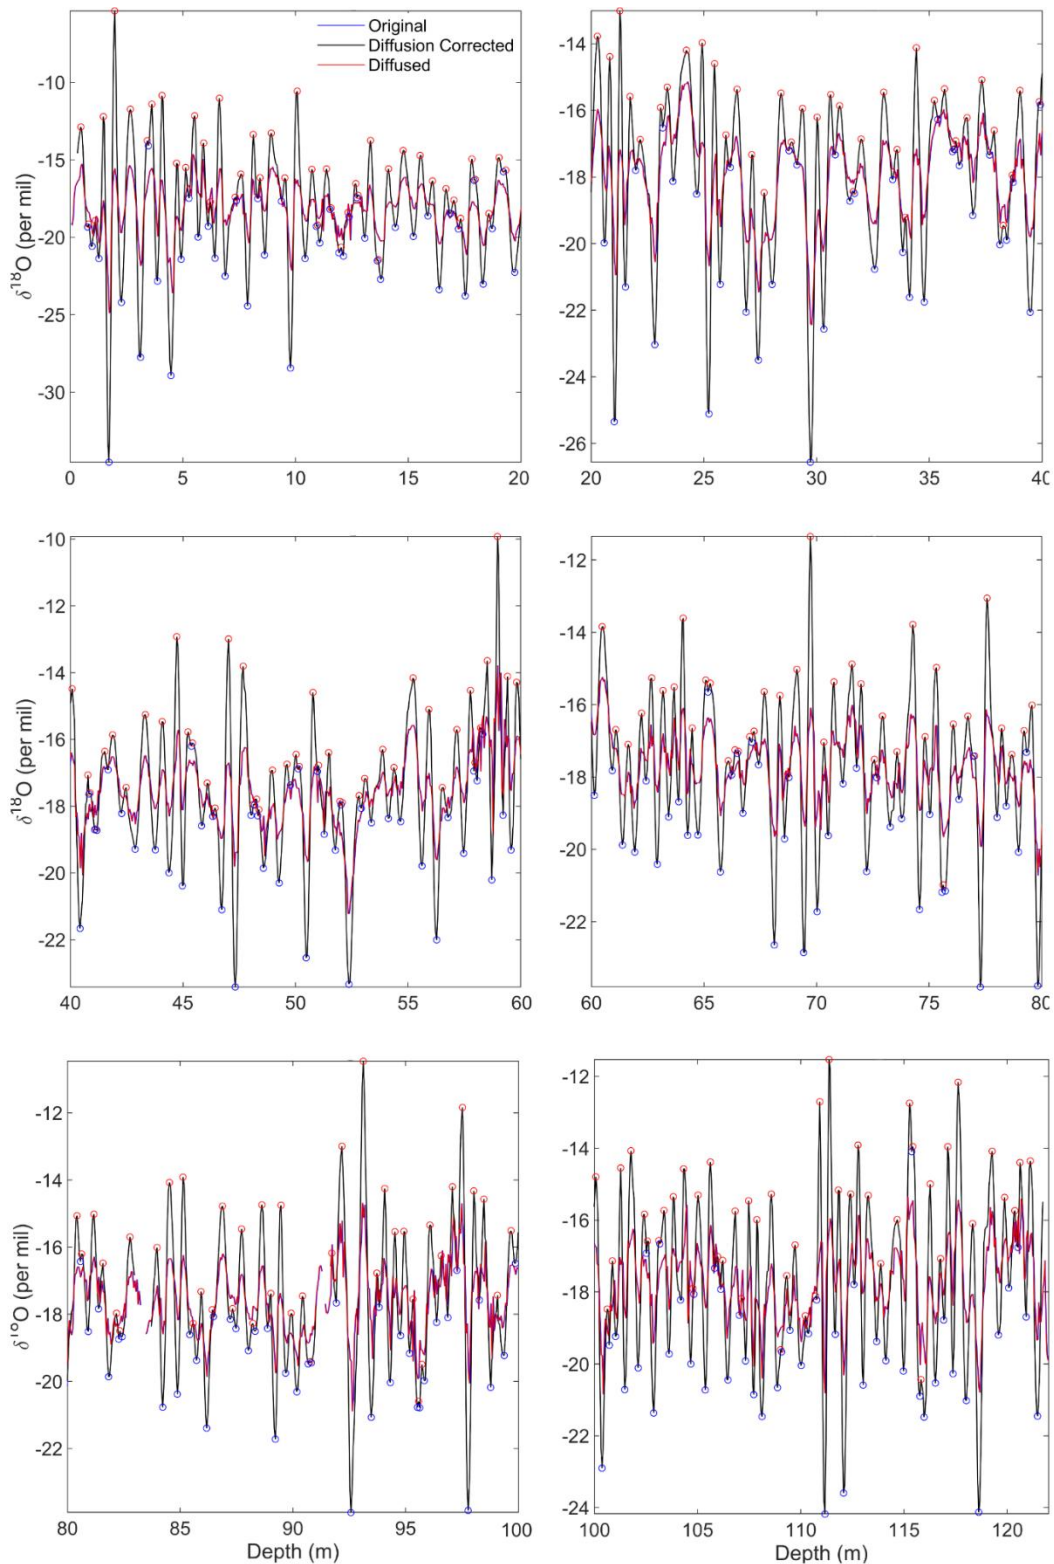 Original
Diffusion Corrected
Diffused
-10
-15
-20
-25
-30
δ18O (per mil)
0 5 10 15 20
-14
-16
-18
-20
-22
-24
-26
20 25 30 35 40
-10
-12
-14
-16
-18
-20
-22
δ18O (per mil)
40 45 50 55 60
-12
-14
-16
-18
-20
-22
60 65 70 75 80
-12
-14
-16
-18
-20
-22
δ18O (per mil)
80 85 90 95 100
Depth (m)
-12
-14
-16
-18
-20
-22
-24
100 105 110 115 120
Depth (m)